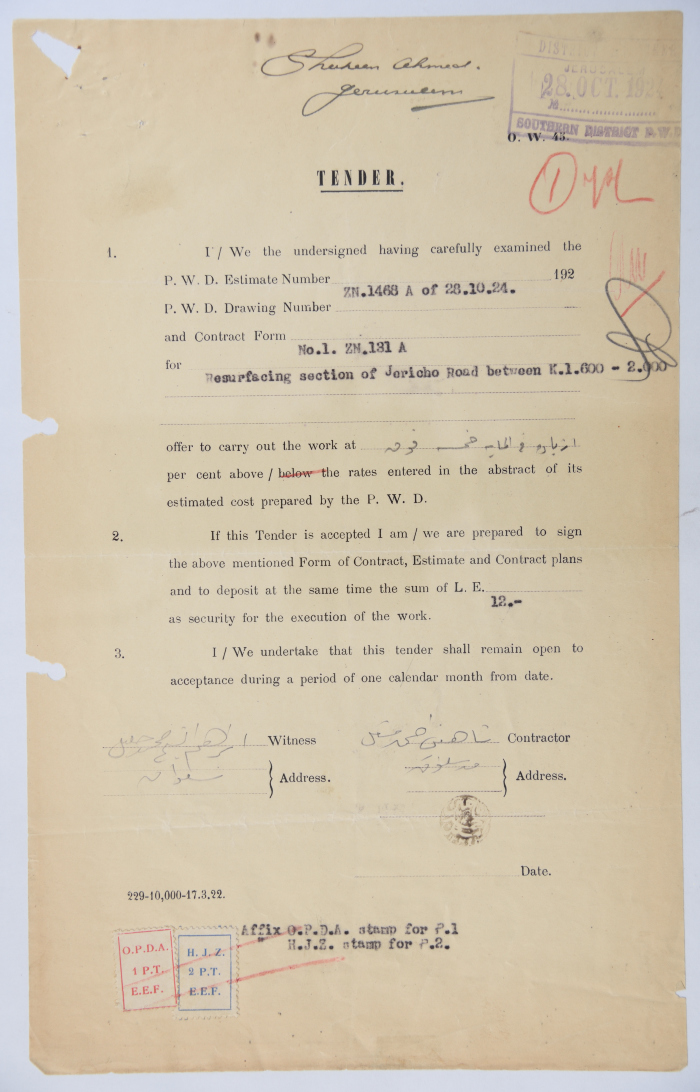 Shaheen Ahmed.
Jerusalem
28. OCT. 192
№
SOUTHERN DISTRICT P.W.D.
O. W. 45.
TENDER.
1. I / We the undersigned having carefully examined the
P. W. D. Estimate Number 192
ZN.1468 A of 28.10.24.
P. W. D. Drawing Number
and Contract Form
No.1. ZN.131 A
for
Resurfacing section of Jericho Road between K.1.600 - 2.000
offer to carry out the work at
per cent above / below the rates entered in the abstract of its
estimated cost prepared by the P. W. D.
2. If this Tender is accepted I am / we are prepared to sign
the above mentioned Form of Contract, Estimate and Contract plans
and to deposit at the same time the sum of L. E.
12.-
as security for the execution of the work.
3. I / We undertake that this tender shall remain open to
acceptance during a period of one calendar month from date.
Witness شاهين احمد Contractor
Address. Address.
Date.
229-10,000-17.3.22.
Affix O.P.D.A. stamp for P.1
" H.J.Z. stamp for P.2.
O.P.D.A. H. J. Z.
1 P.T. 2 P.T.
E.E.F. E.E.F.